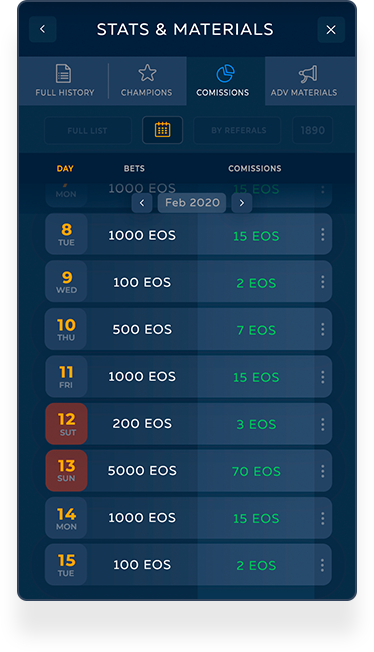 STATS & MATERIALS
FULL HISTORY CHAMPIONS COMISSIONS ADV MATERIALS
FULL LIST BY REFERALS 1890
DAY BETS COMISSIONS
7 1000 EOS 15 EOS
MON
Feb 2020
8 1000 EOS 15 EOS
TUE
9 100 EOS 2 EOS
WED
10 500 EOS 7 EOS
THU
11 1000 EOS 15 EOS
FRI
12 200 EOS 3 EOS
SUT
13 5000 EOS 70 EOS
SUN
14 1000 EOS 15 EOS
MON
15 100 EOS 2 EOS
TUE